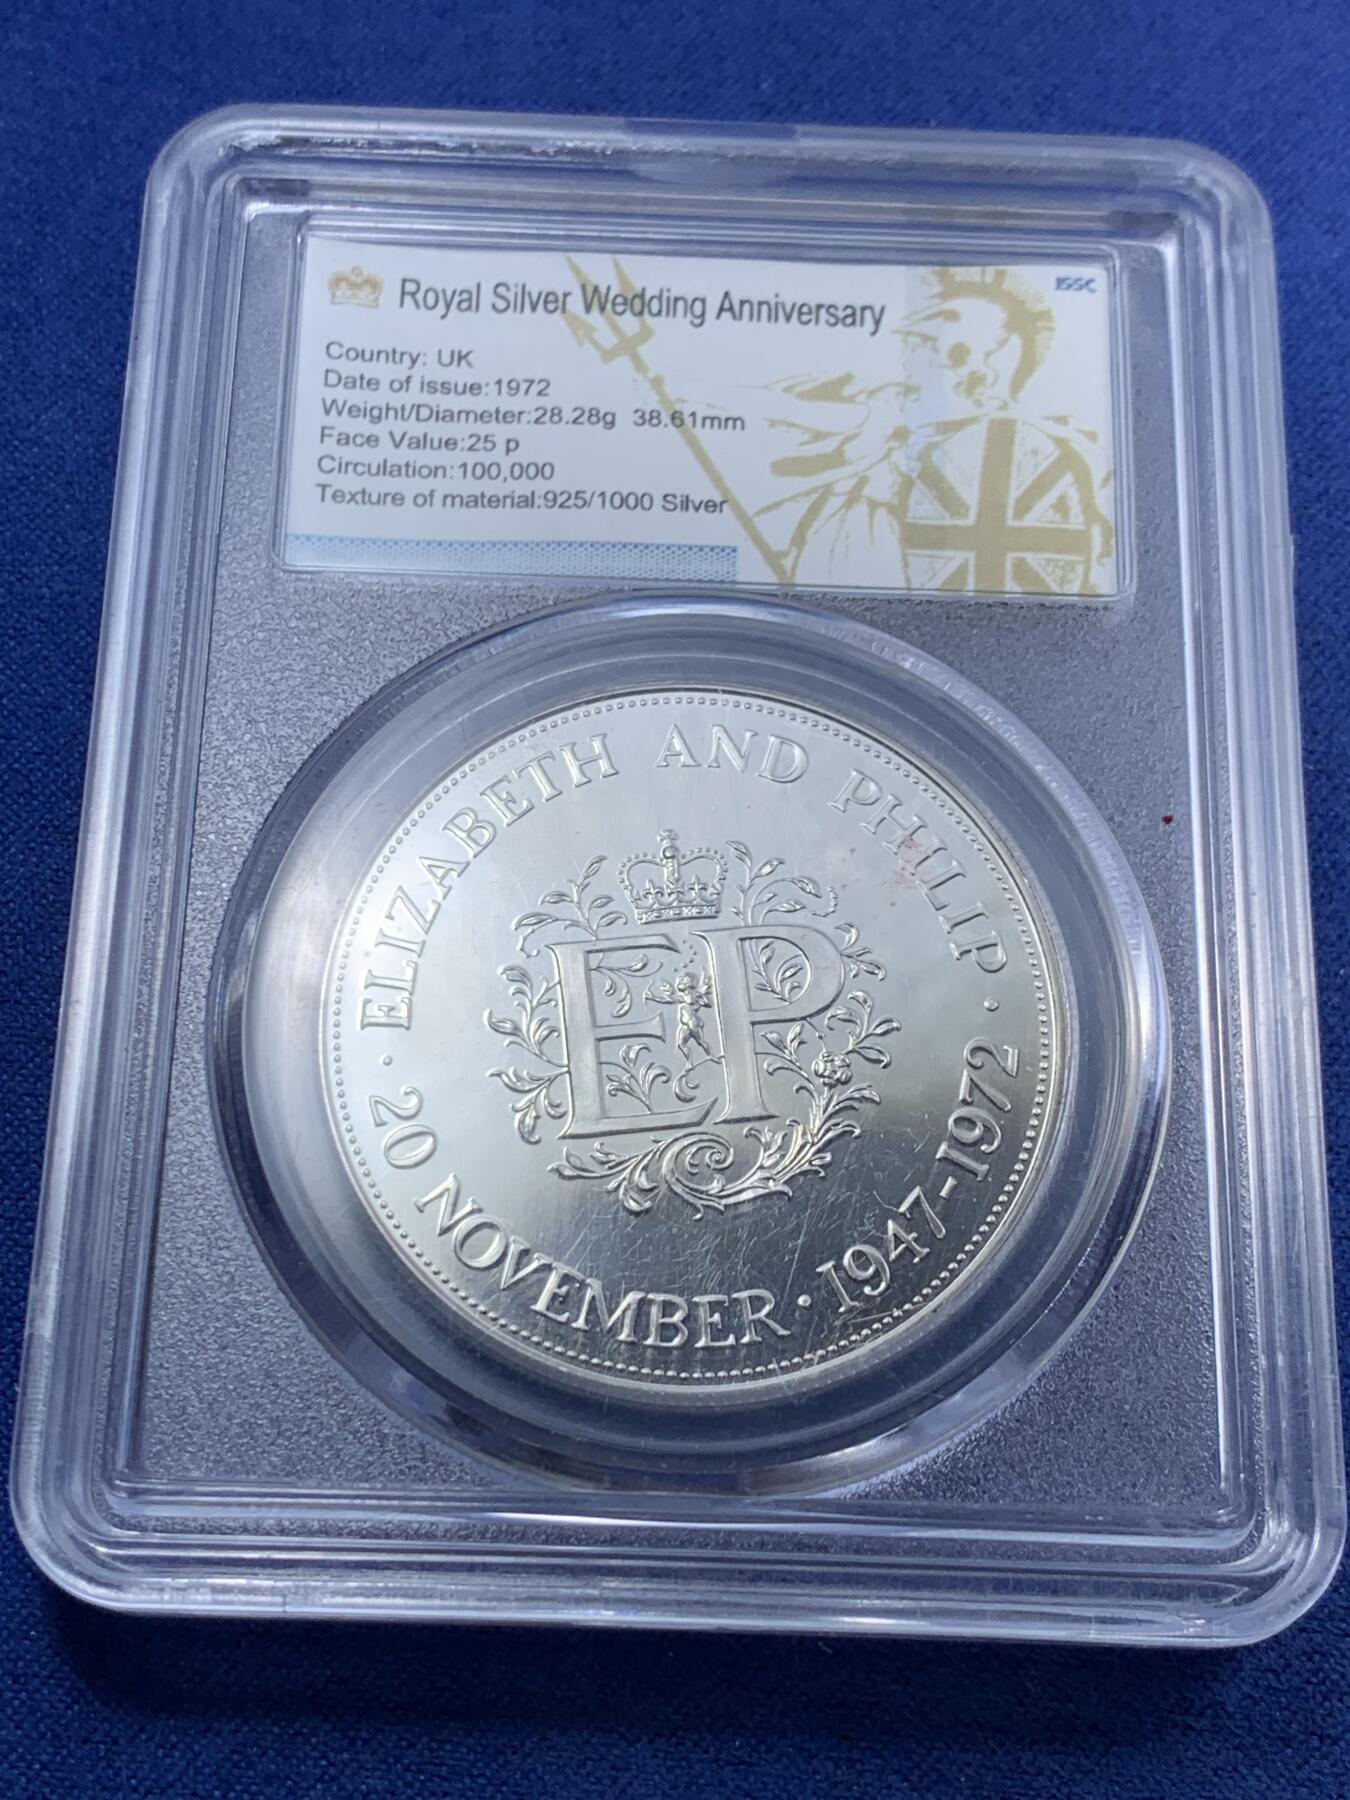 Royal Silver Wedding Anniversary
ISSC
Country: UK
Date of issue:1972
Weight/Diameter:28.28g 38.61mm
Face Value:25 p
Circulation:100,000
Texture of material:925/1000 Silver
· ELIZABETH AND PHILIP ·
EP
20 NOVEMBER · 1947-1972